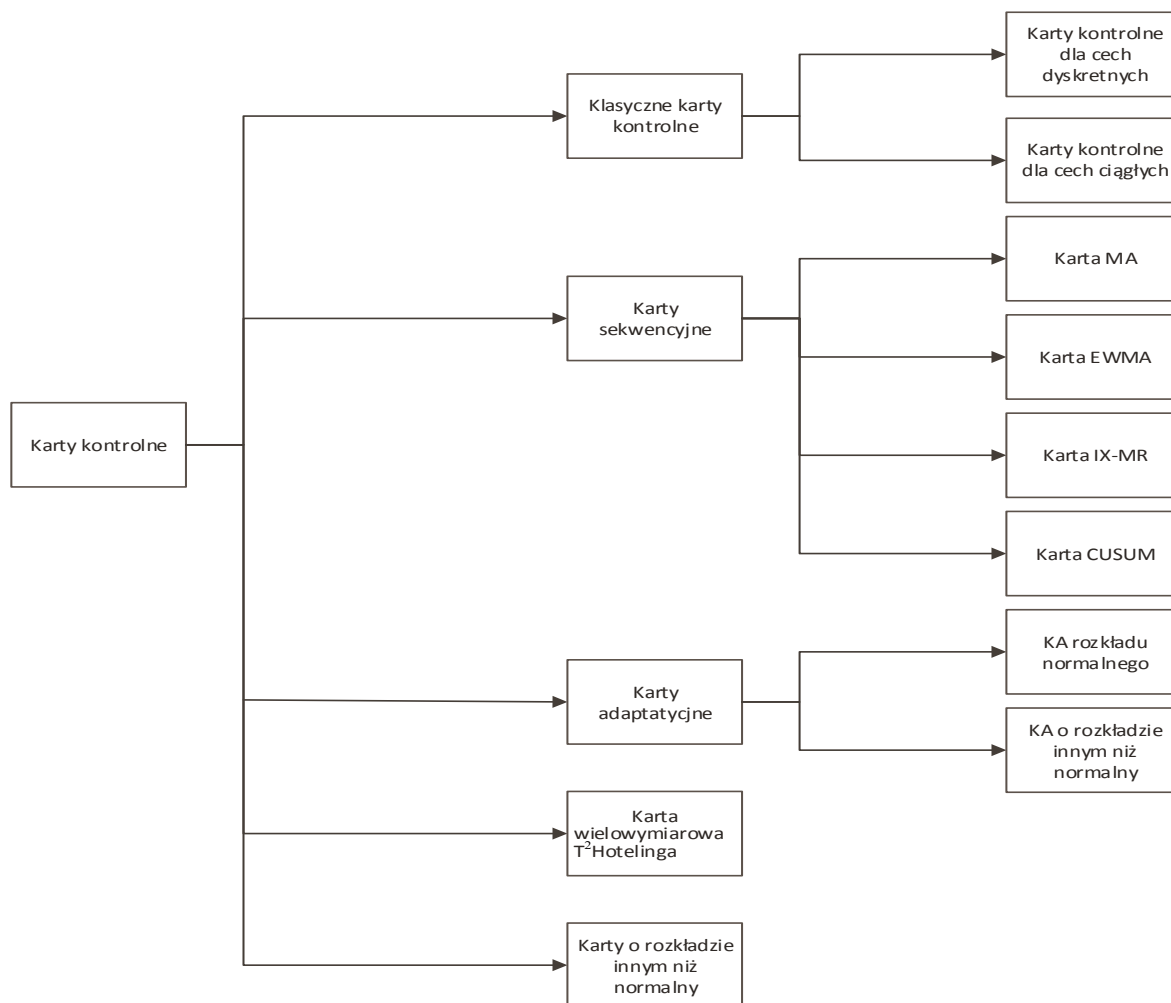 Karty kontrolne
Klasyczne karty
kontrolne
Karty kontrolne
dla cech
dyskretnych
Karty kontrolne
dla cech ciągłych
Karty
sekwencyjne
Karta MA
Karta EWMA
Karta IX-MR
Karta CUSUM
Karty
adaptatycjne
KA rozkładu
normalnego
KA o rozkładzie
innym niż
normalny
Karta
wielowymiarowa
T²Hotelinga
Karty o rozkładzie
innym niż
normalny